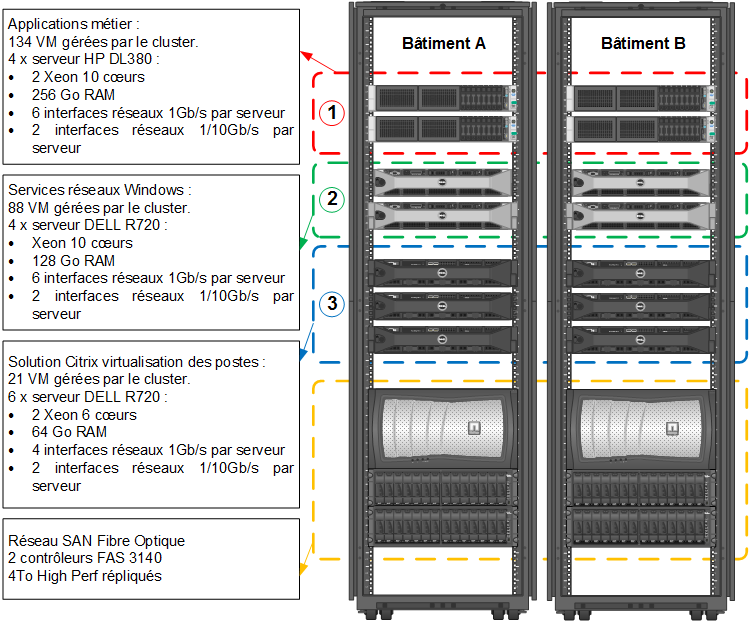 Applications métier :
134 VM gérées par le cluster.
4 x serveur HP DL380 :
• 2 Xeon 10 cœurs
• 256 Go RAM
• 6 interfaces réseaux 1Gb/s par serveur
• 2 interfaces réseaux 1/10Gb/s par
serveur
Services réseaux Windows :
88 VM gérées par le cluster.
4 x serveur DELL R720 :
• Xeon 10 cœurs
• 128 Go RAM
• 6 interfaces réseaux 1Gb/s par serveur
• 2 interfaces réseaux 1/10Gb/s par
serveur
Solution Citrix virtualisation des postes :
21 VM gérées par le cluster.
6 x serveur DELL R720 :
• 2 Xeon 6 cœurs
• 64 Go RAM
• 4 interfaces réseaux 1Gb/s par serveur
• 2 interfaces réseaux 1/10Gb/s par
serveur
Réseau SAN Fibre Optique
2 contrôleurs FAS 3140
4To High Perf répliqués
1
2
3
Bâtiment A
Bâtiment B